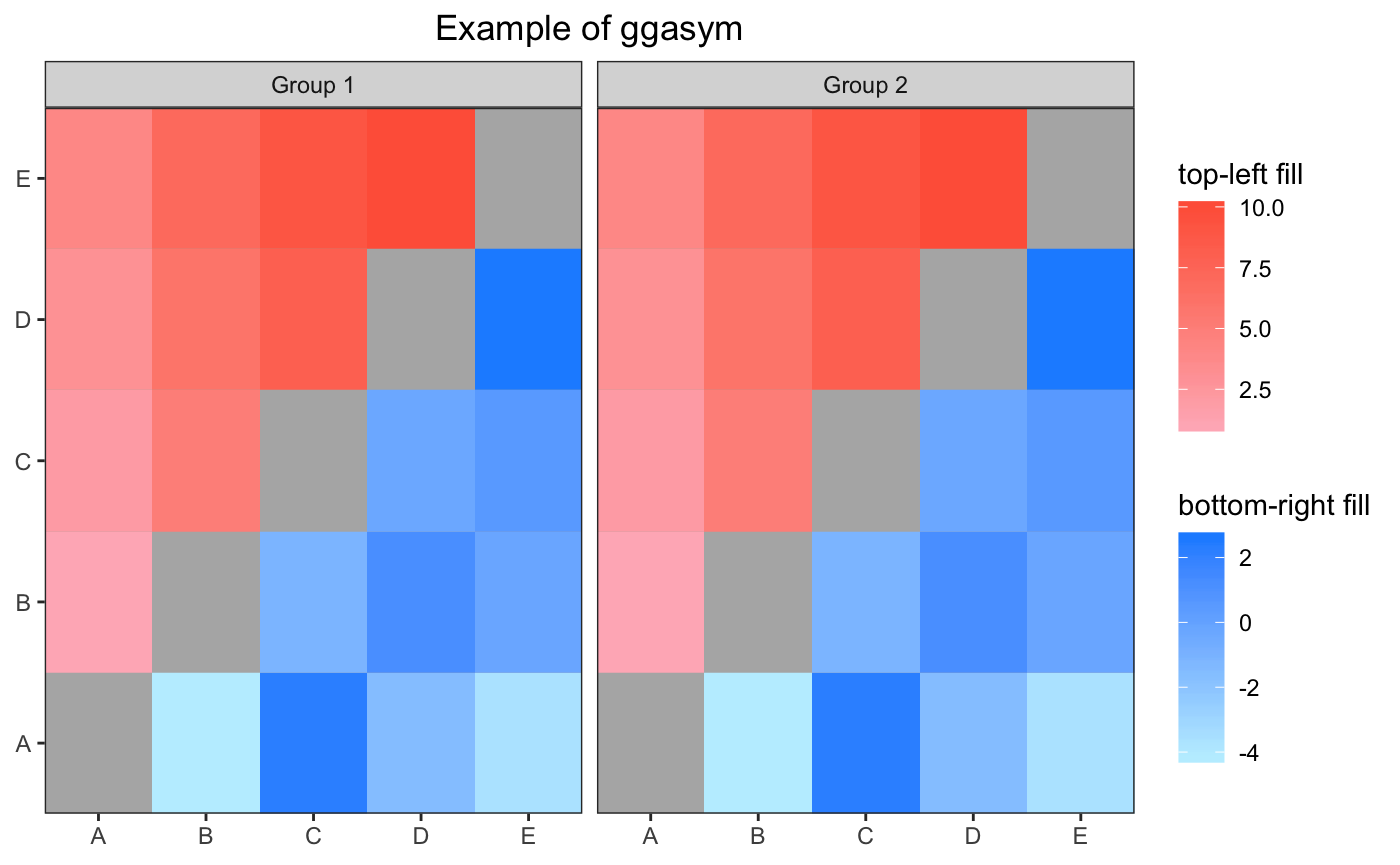 Example of ggasym
Group 1
Group 2
E
D
C
B
A
A B C D E
A B C D E
top-left fill
10.0
7.5
5.0
2.5
bottom-right fill
2
0
-2
-4